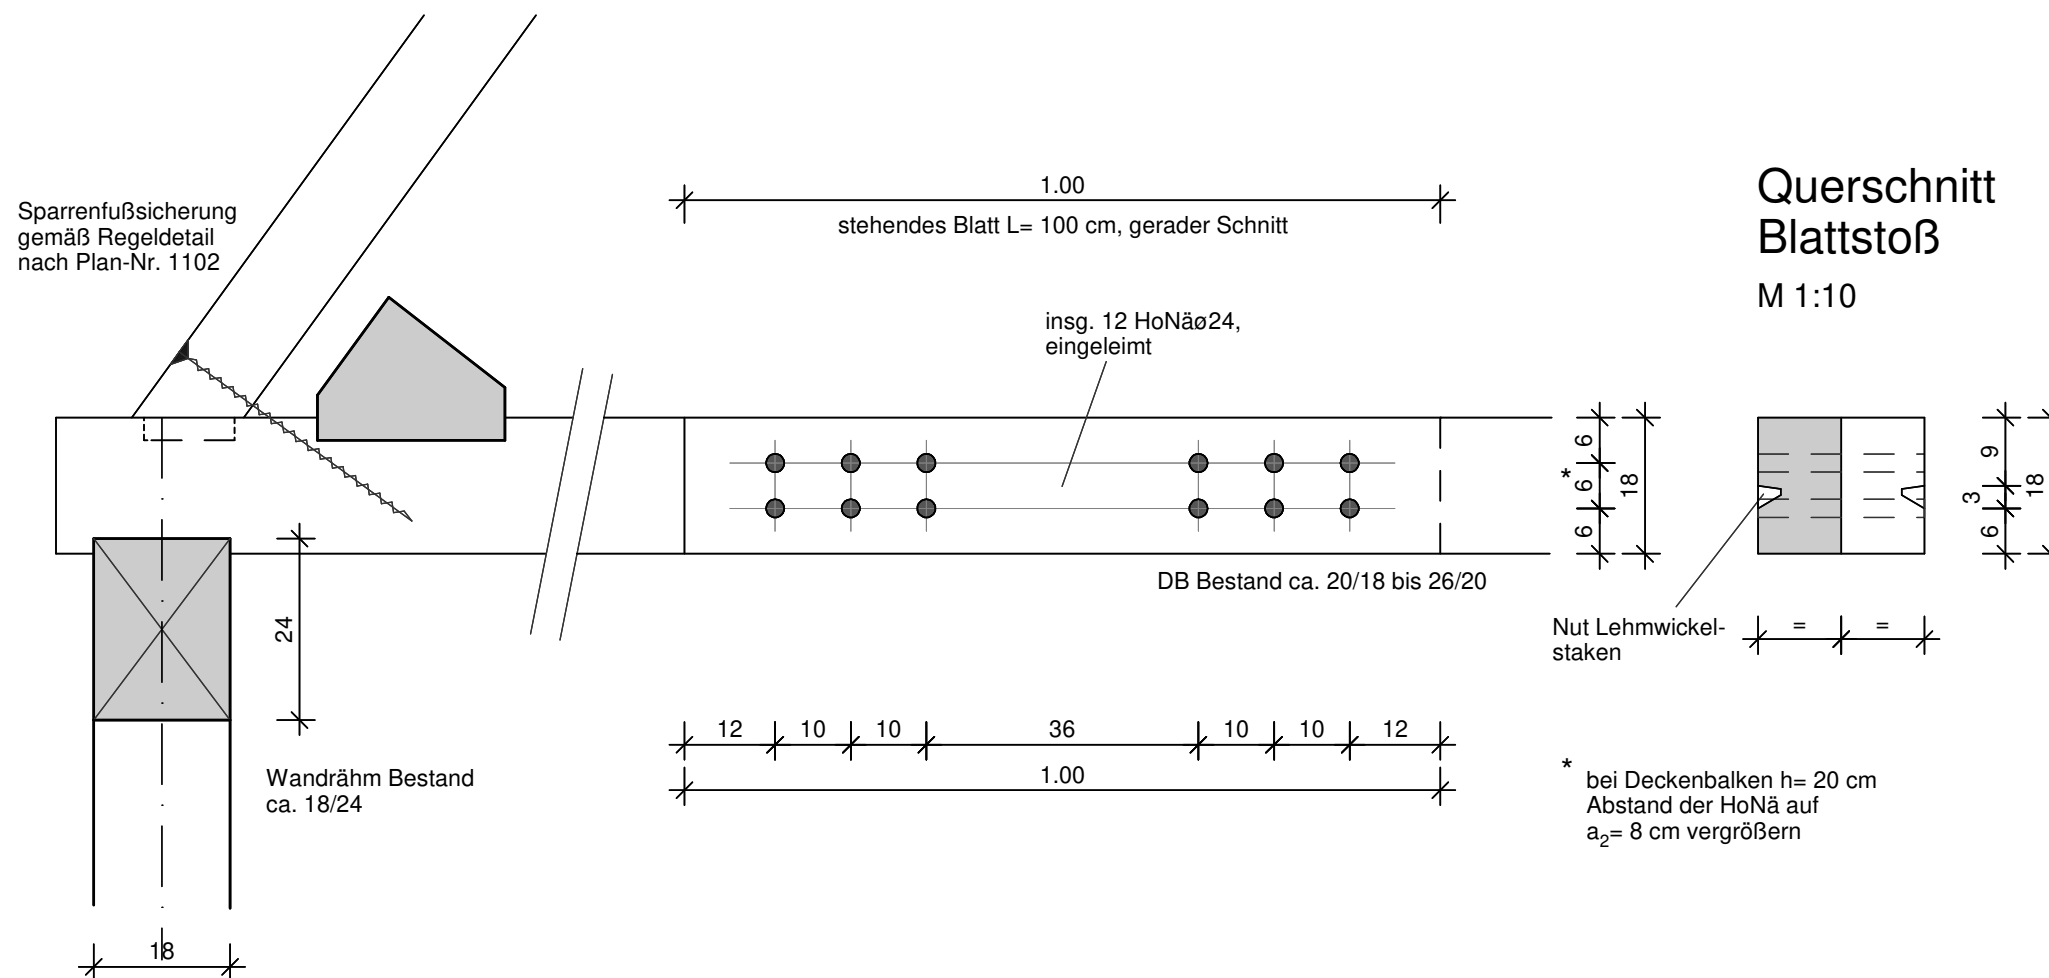 1.00
stehendes Blatt L= 100 cm, gerader Schnitt
Querschnitt
Blattstoß
M 1:10
Sparrenfußsicherung
gemäß Regeldetail
nach Plan-Nr. 1102
insg. 12 HoNäø24,
eingeleimt
6
* 6
6
18
9
3
6
18
DB Bestand ca. 20/18 bis 26/20
24
Nut Lehmwickel-
staken
= =
12 10 10 36 10 10 12
1.00
Wandrähm Bestand
ca. 18/24
* bei Deckenbalken h= 20 cm
Abstand der HoNä auf
a₂= 8 cm vergrößern
18